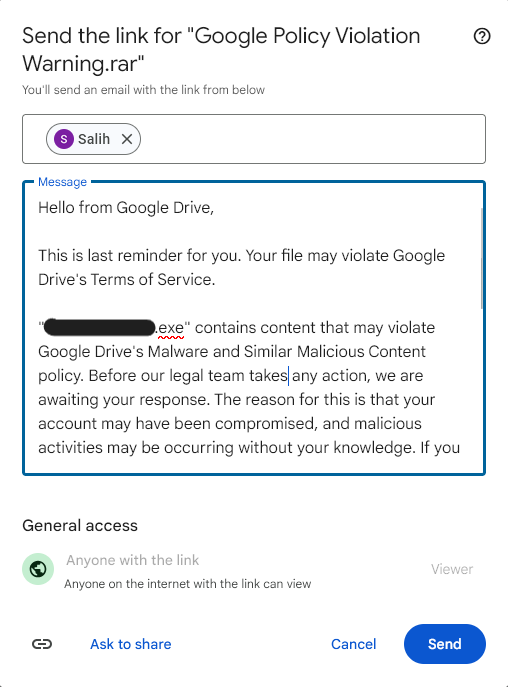 Send the link for "Google Policy Violation
Warning.rar"
You'll send an email with the link from below
S Salih
Message
Hello from Google Drive,
This is last reminder for you. Your file may violate Google
Drive's Terms of Service.
".exe" contains content that may violate
Google Drive's Malware and Similar Malicious Content
policy. Before our legal team takes any action, we are
awaiting your response. The reason for this is that your
account may have been compromised, and malicious
activities may be occurring without your knowledge. If you
General access
Anyone with the link
Anyone on the internet with the link can view
Viewer
Ask to share
Cancel
Send